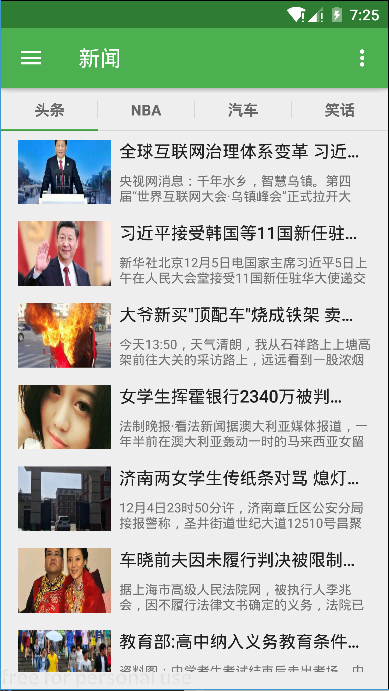 7:25
新闻
头条 NBA 汽车 笑话
全球互联网治理体系变革 习近...
央视网消息：千年水乡，智慧乌镇。第四
届“世界互联网大会·乌镇峰会”正式拉开大
习近平接受韩国等11国新任驻...
新华社北京12月5日电国家主席习近平5日上
午在人民大会堂接受11国新任驻华大使递交
大爷新买"顶配车"烧成铁架 卖...
今天13:50，天气清朗，我从石祥路上上塘高
架前往大关的采访路上，远远看到一股浓烟
女学生挥霍银行2340万被判...
法制晚报·看法新闻据澳大利亚媒体报道，一
年半前在澳大利亚轰动一时的马来西亚女留
济南两女学生传纸条对骂 熄灯...
12月4日23时50分许，济南章丘区公安分局
接报警称，圣井街道世纪大道12510号昌聚
车晓前夫因未履行判决被限制...
据上海市高级人民法院网，被执行人李兆
会，因不履行法律文书确定的义务，法院已
教育部:高中纳入义务教育条件...
资料图：中学考生考试结束后走出考场。中
free for personal use